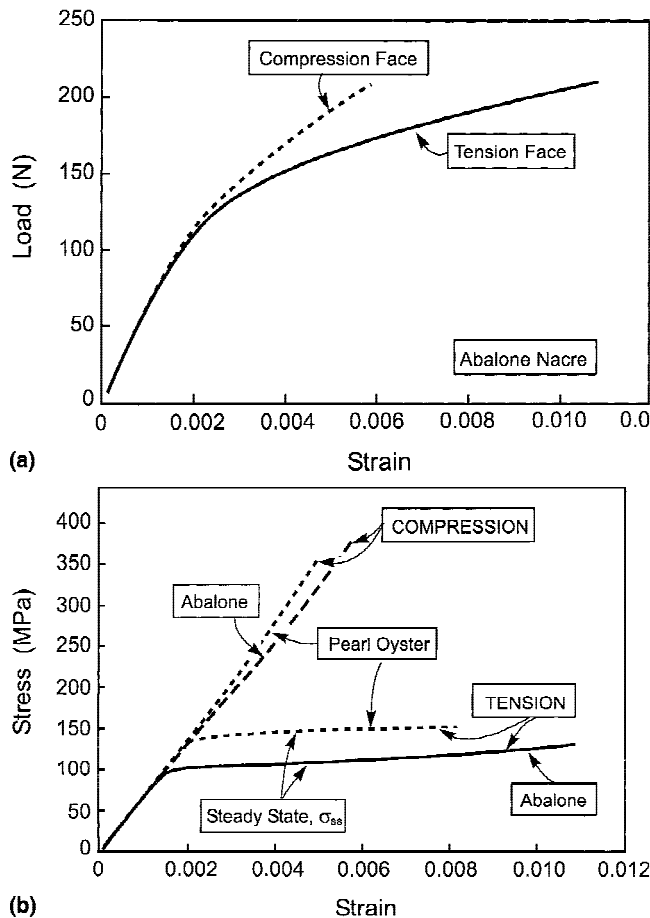 250
200
150
100
50
0
Load (N)
Compression Face
Tension Face
Abalone Nacre
0 0.002 0.004 0.006 0.008 0.010 0.0
(a)
Strain
400
350
300
250
200
150
100
50
0
Stress (MPa)
COMPRESSION
Abalone
Pearl Oyster
TENSION
Steady State, σss
Abalone
0 0.002 0.004 0.006 0.008 0.010 0.012
(b)
Strain